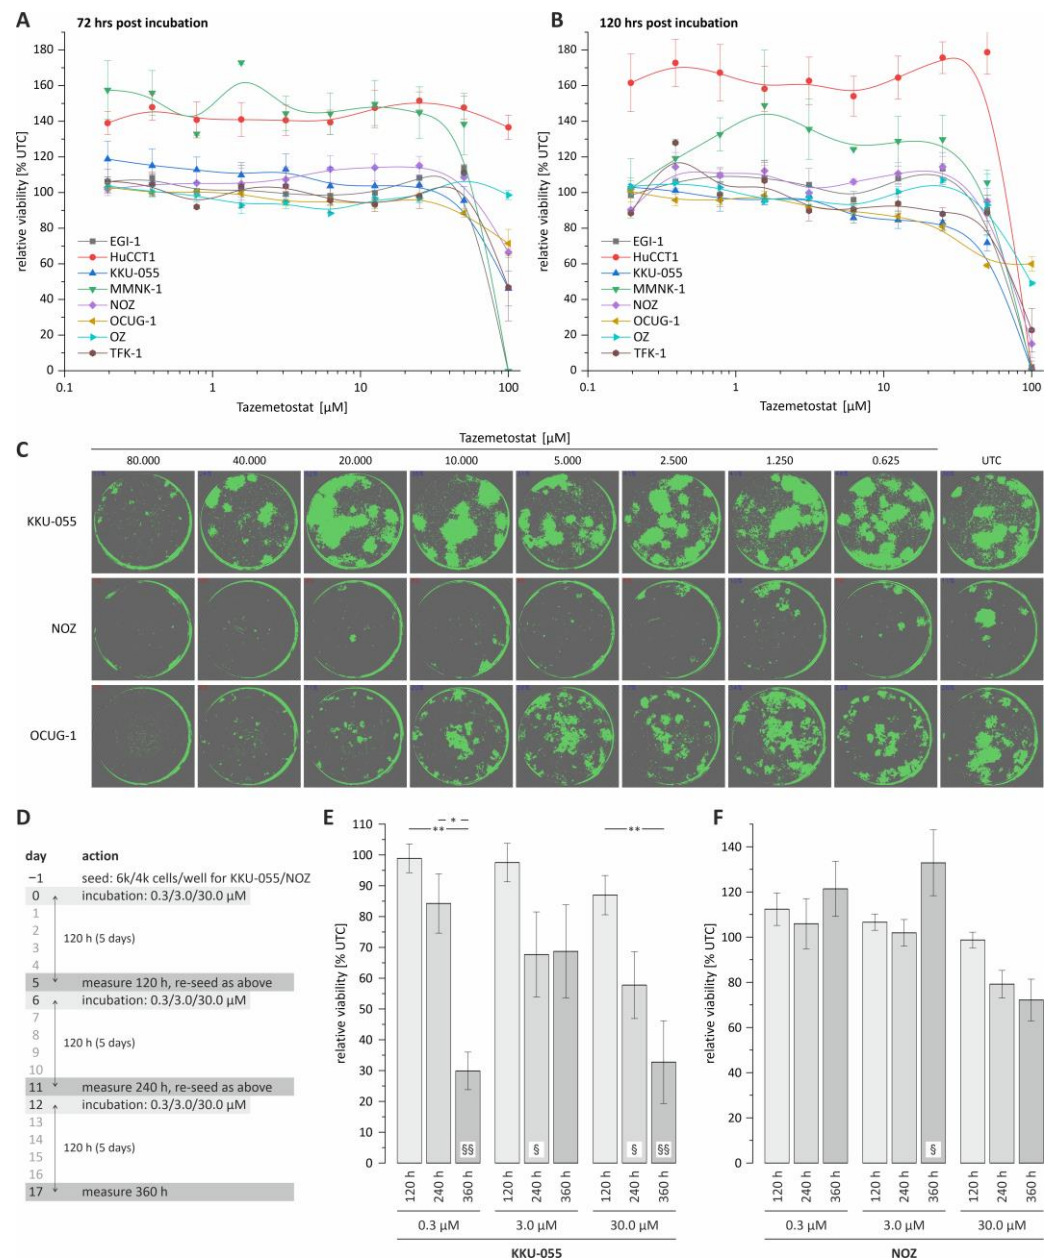 A 72 hrs post incubation
relative viability [% UTC]
180
160
140
120
100
80
60
40
20
0
EGI-1
HuCCT1
KKU-055
MMNK-1
NOZ
OCUG-1
OZ
TFK-1
0.1 1 10 100
Tazemetostat [µM]
B 120 hrs post incubation
relative viability [% UTC]
180
160
140
120
100
80
60
40
20
0
EGI-1
HuCCT1
KKU-055
MMNK-1
NOZ
OCUG-1
OZ
TFK-1
0.1 1 10 100
Tazemetostat [µM]
C Tazemetostat [µM]
80.000 40.000 20.000 10.000 5.000 2.500 1.250 0.625 UTC
KKU-055
NOZ
OCUG-1
D
day action
−1 seed: 6k/4k cells/well for KKU-055/NOZ
0 incubation: 0.3/3.0/30.0 µM
1
2
3
4
120 h (5 days)
5 measure 120 h, re-seed as above
6 incubation: 0.3/3.0/30.0 µM
7
8
9
10
120 h (5 days)
11 measure 240 h, re-seed as above
12 incubation: 0.3/3.0/30.0 µM
13
14
15
16
120 h (5 days)
17 measure 360 h
E
relative viability [% UTC]
110
100
90
80
70
60
50
40
30
20
10
0
*
** **
§§ § § §§
120 h 240 h 360 h 120 h 240 h 360 h 120 h 240 h 360 h
0.3 µM 3.0 µM 30.0 µM
KKU-055
F
relative viability [% UTC]
140
120
100
80
60
40
20
0
§
120 h 240 h 360 h 120 h 240 h 360 h 120 h 240 h 360 h
0.3 µM 3.0 µM 30.0 µM
NOZ